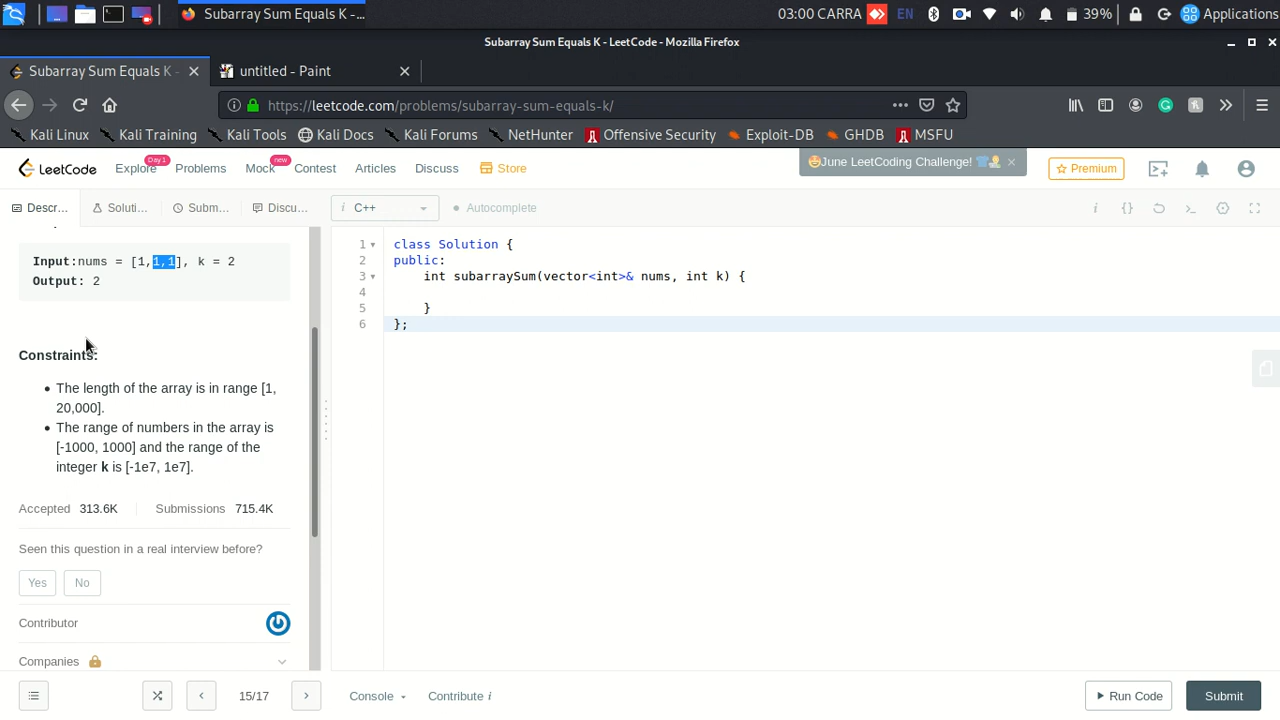 03:00 CARRA EN 39% Applications
Subarray Sum Equals K -...
Subarray Sum Equals K - LeetCode - Mozilla Firefox
Subarray Sum Equals K -
untitled - Paint
https://leetcode.com/problems/subarray-sum-equals-k/
Kali Linux Kali Training Kali Tools Kali Docs Kali Forums NetHunter Offensive Security Exploit-DB GHDB MSFU
LeetCode Explore Day 1 Problems Mock new Contest Articles Discuss Store
June LeetCoding Challenge!
Premium
Descr... Soluti... Subm... Discu...
i C++ Autocomplete
Input:nums = [1,1,1], k = 2
Output: 2
Constraints:
The length of the array is in range [1,
20,000].
The range of numbers in the array is
[-1000, 1000] and the range of the
integer k is [-1e7, 1e7].
Accepted 313.6K Submissions 715.4K
Seen this question in a real interview before?
Yes No
Contributor
Companies
1 class Solution {
2 public:
3 int subarraySum(vector<int>& nums, int k) {
4
5 }
6 };
15/17
Console Contribute i
Run Code Submit